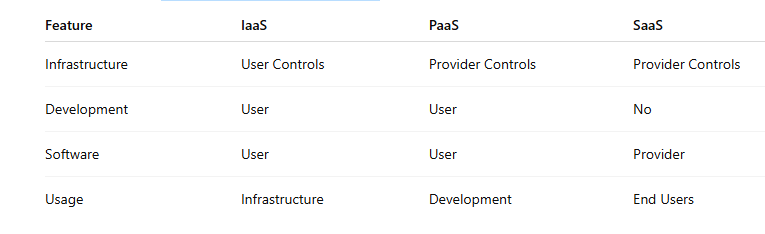 Feature IaaS PaaS SaaS
Infrastructure User Controls Provider Controls Provider Controls
Development User User No
Software User User Provider
Usage Infrastructure Development End Users